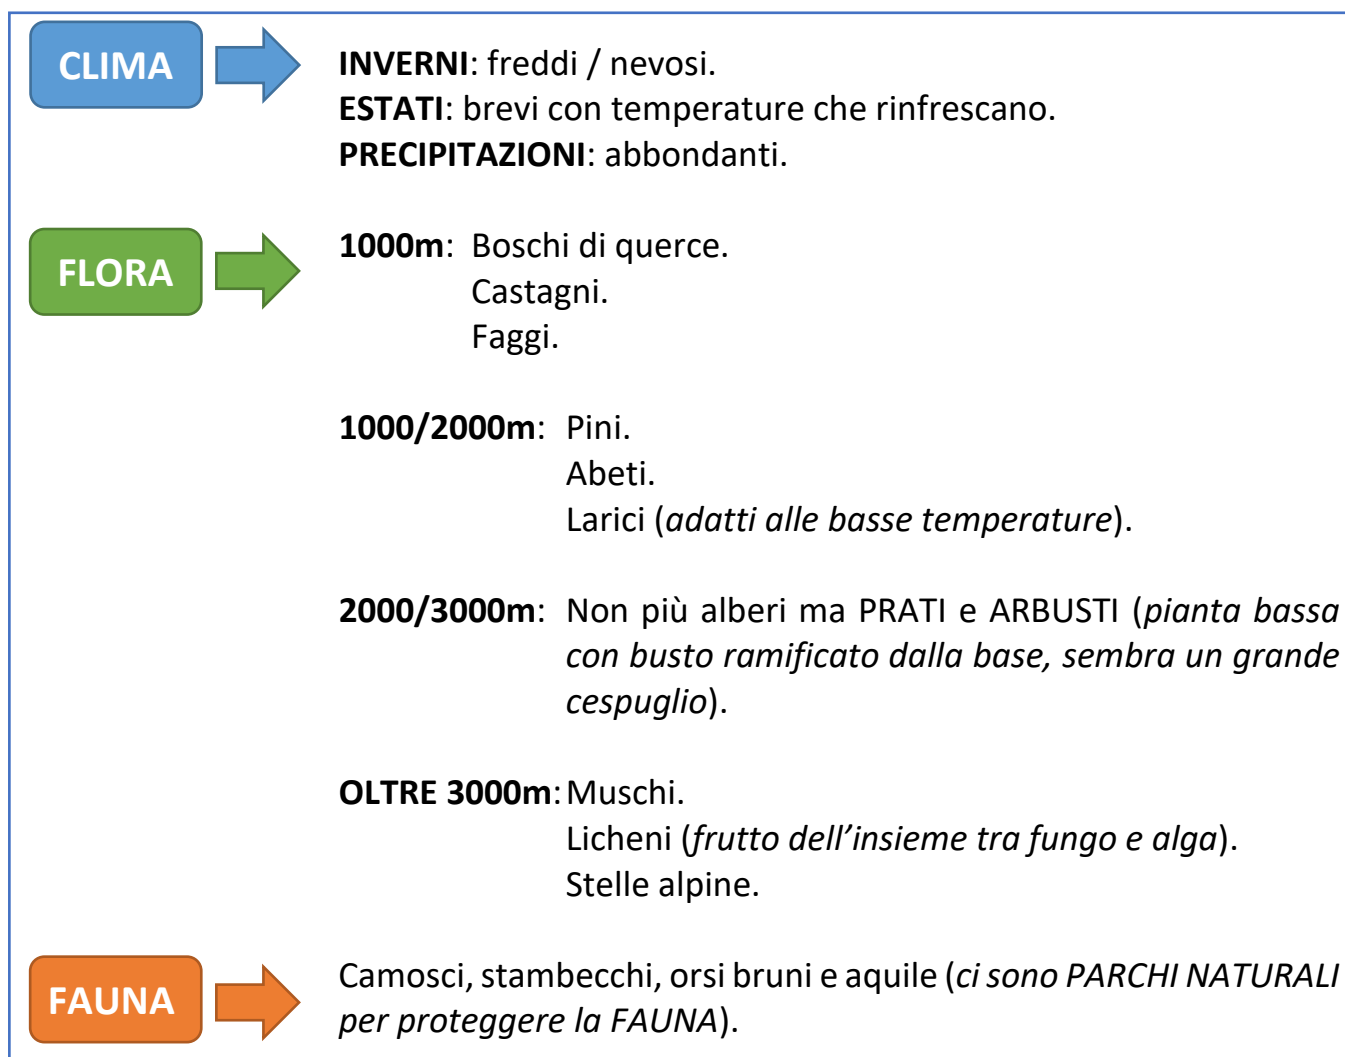 CLIMA
INVERNI: freddi / nevosi.
ESTATI: brevi con temperature che rinfrescano.
PRECIPITAZIONI: abbondanti.
FLORA
1000m: Boschi di querce.
Castagni.
Faggi.
1000/2000m: Pini.
Abeti.
Larici (adatti alle basse temperature).
2000/3000m: Non più alberi ma PRATI e ARBUSTI (pianta bassa
con busto ramificato dalla base, sembra un grande
cespuglio).
OLTRE 3000m: Muschi.
Licheni (frutto dell’insieme tra fungo e alga).
Stelle alpine.
FAUNA
Camosci, stambecchi, orsi bruni e aquile (ci sono PARCHI NATURALI
per proteggere la FAUNA).